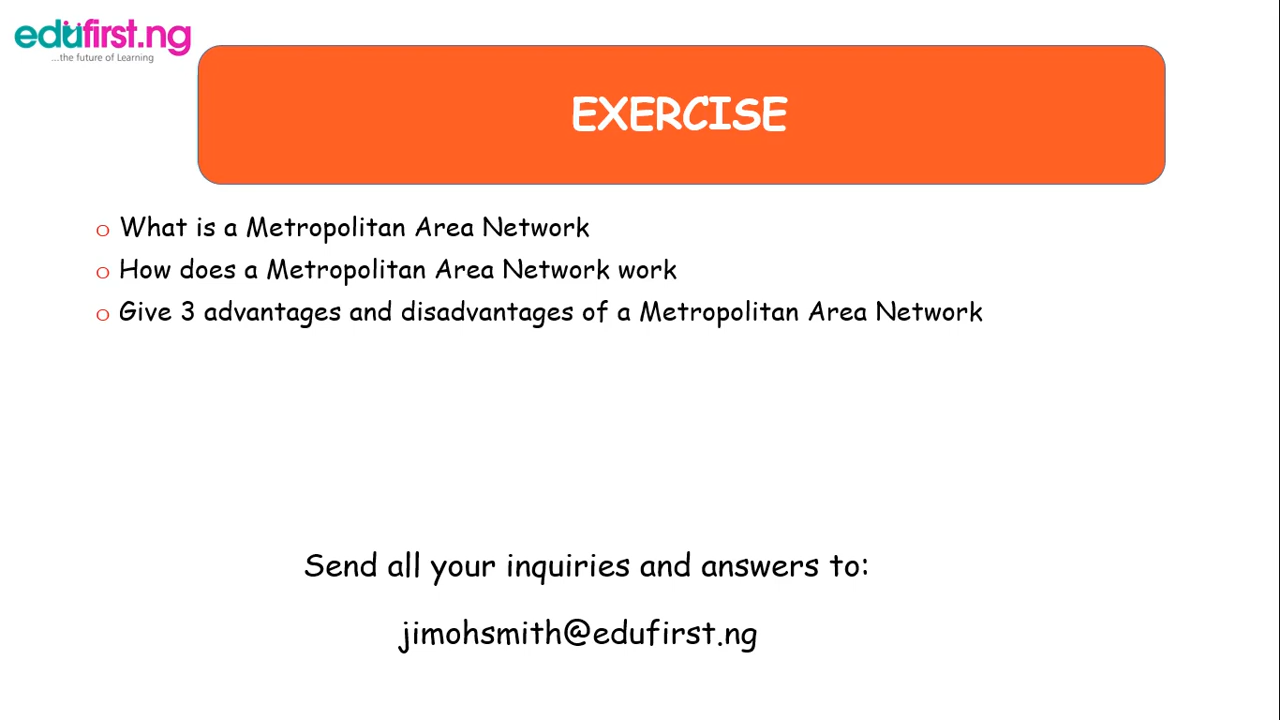 edufirst.ng
...the future of Learning
EXERCISE
o What is a Metropolitan Area Network
o How does a Metropolitan Area Network work
o Give 3 advantages and disadvantages of a Metropolitan Area Network
Send all your inquiries and answers to:
jimohsmith@edufirst.ng